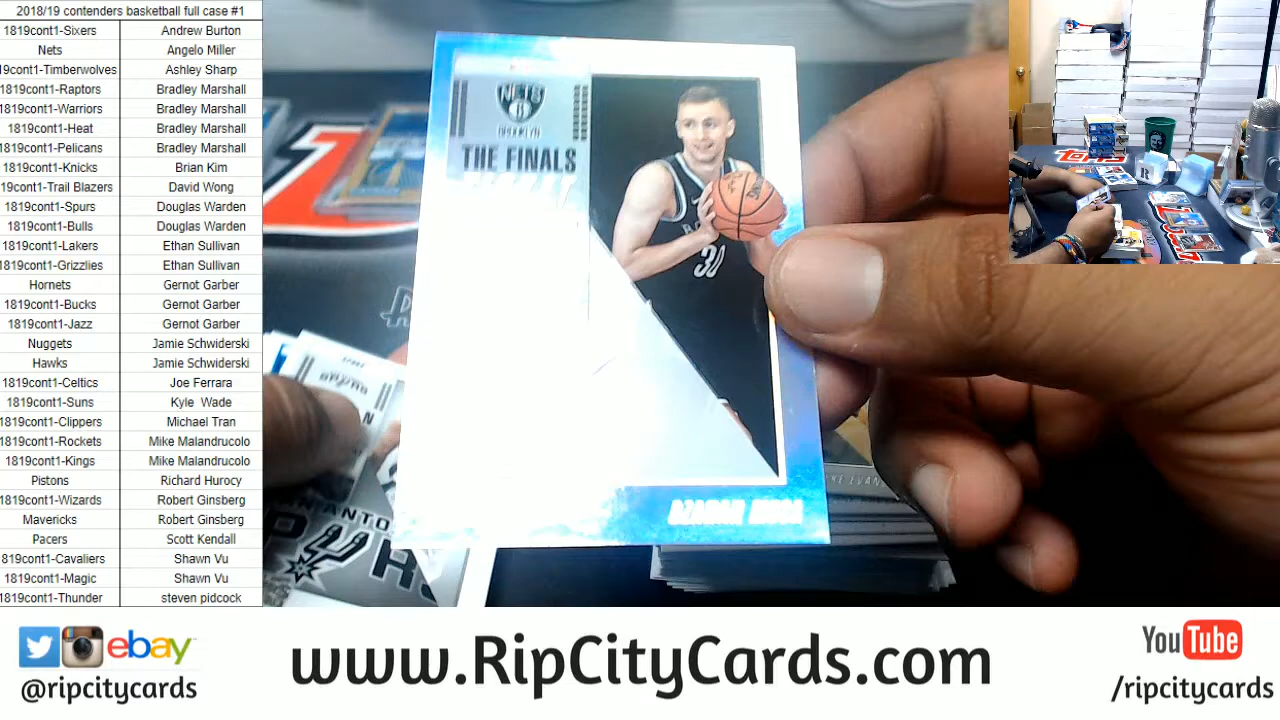 2018/19 contenders basketball full case #1
1819cont1-Sixers Andrew Burton
Nets Angelo Miller
19cont1-Timberwolves Ashley Sharp
1819cont1-Raptors Bradley Marshall
1819cont1-Warriors Bradley Marshall
1819cont1-Heat Bradley Marshall
1819cont1-Pelicans Bradley Marshall
1819cont1-Knicks Brian Kim
19cont1-Trail Blazers David Wong
1819cont1-Spurs Douglas Warden
1819cont1-Bulls Douglas Warden
1819cont1-Lakers Ethan Sullivan
1819cont1-Grizzlies Ethan Sullivan
Hornets Gernot Garber
1819cont1-Bucks Gernot Garber
1819cont1-Jazz Gernot Garber
Nuggets Jamie Schwiderski
Hawks Jamie Schwiderski
1819cont1-Celtics Joe Ferrara
1819cont1-Suns Kyle Wade
1819cont1-Clippers Michael Tran
1819cont1-Rockets Mike Malandrucolo
1819cont1-Kings Mike Malandrucolo
Pistons Richard Hurocy
1819cont1-Wizards Robert Ginsberg
Mavericks Robert Ginsberg
Pacers Scott Kendall
819cont1-Cavaliers Shawn Vu
1819cont1-Magic Shawn Vu
1819cont1-Thunder steven pidcock
NETS
B
BROOKLYN
THE FINALS
30
topps
ebay
@ripcitycards
www.RipCityCards.com
YouTube
/ripcitycards